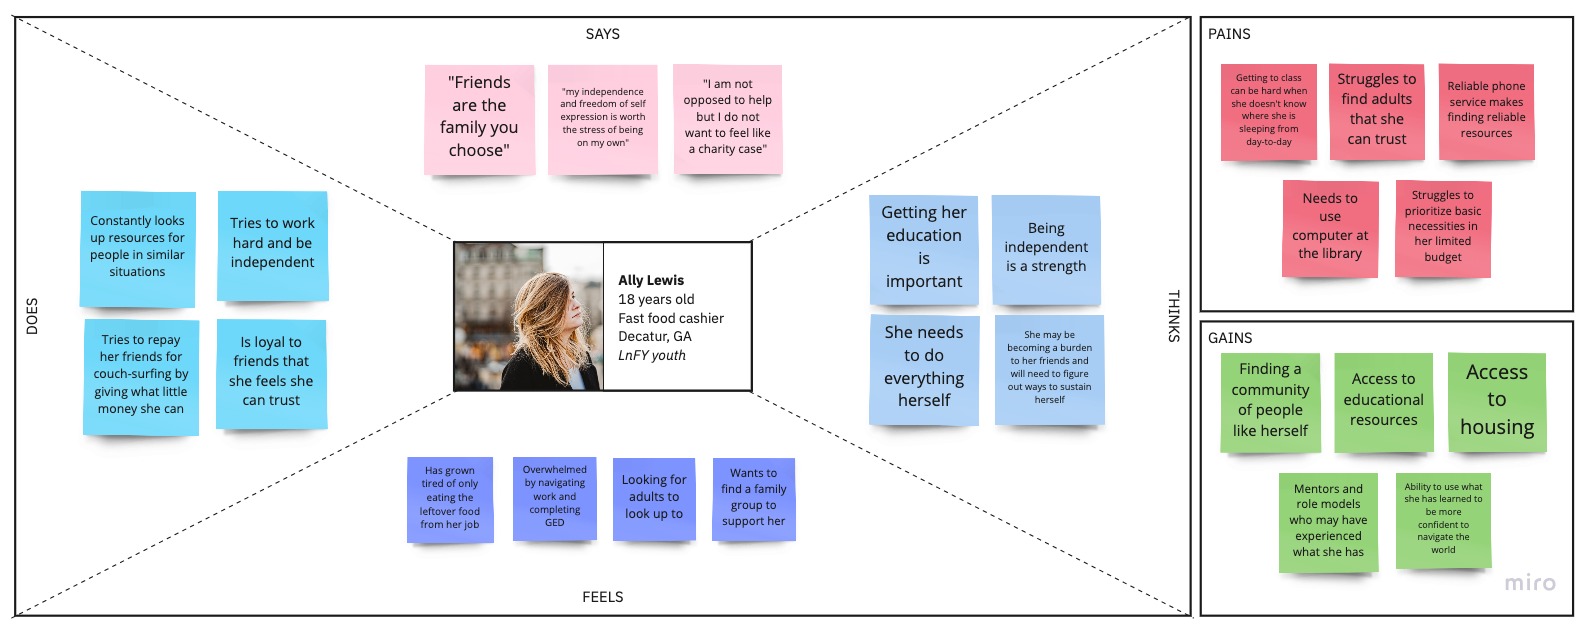 SAYS
"Friends
are the
family you
choose"
"my independence
and freedom of self
expression is worth
the stress of being
on my own"
"I am not
opposed to help
but I do not
want to feel like
a charity case"
DOES
Constantly looks
up resources for
people in similar
situations
Tries to work
hard and be
independent
Tries to repay
her friends for
couch-surfing by
giving what little
money she can
Is loyal to
friends that
she feels she
can trust
Ally Lewis
18 years old
Fast food cashier
Decatur, GA
LnFY youth
THINKS
Getting her
education
is
important
Being
independent
is a strength
She needs
to do
everything
herself
She may be
becoming a burden
to her friends and
will need to figure
out ways to sustain
herself
Has grown
tired of only
eating the
leftover food
from her job
Overwhelmed
by navigating
work and
completing
GED
Looking for
adults to
look up to
Wants to
find a family
group to
support her
FEELS
PAINS
Getting to class
can be hard when
she doesn't know
where she is
sleeping from
day-to-day
Struggles to
find adults
that she
can trust
Reliable phone
service makes
finding reliable
resources
Needs to
use
computer at
the library
Struggles to
prioritize basic
necessities in
her limited
budget
GAINS
Finding a
community
of people
like herself
Access to
educational
resources
Access
to
housing
Mentors and
role models
who may have
experienced
what she has
Ability to use what
she has learned to
be more
confident to
navigate the
world
miro